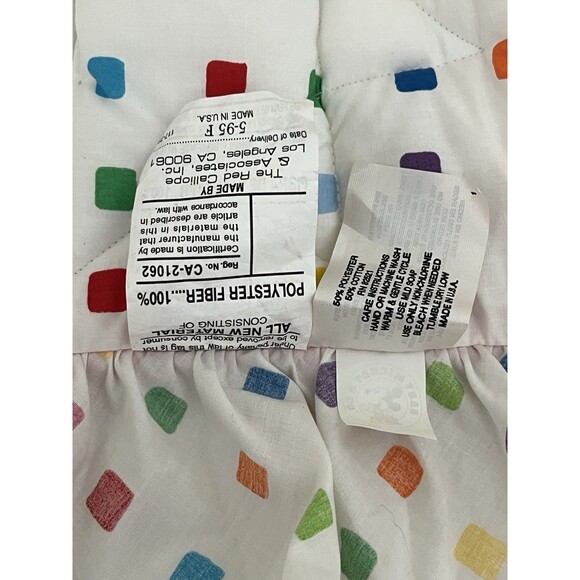 Under penalty of law this tag is not
to be removed except by consumer
ALL NEW MATERIAL
CONSISTING OF
POLYESTER FIBER....100%
Reg. No. CA-21062
Certification is made by
the manufacturer that
the materials in this
article are described in
accordance with law.
MADE BY
The Red Calliope
& Associates, Inc.
Los Angeles, CA 90061
Date of Delivery
5-95 F
MADE IN U.S.A.
50% POLYESTER
50% COTTON
CARE INSTRUCTIONS
HAND OR MACHINE WASH
WARM & GENTLE CYCLE
USE MILD SOAP
USE ONLY NON-CHLORINE
BLEACH WHEN NEEDED
TUMBLE DRY LOW
MADE IN U.S.A.